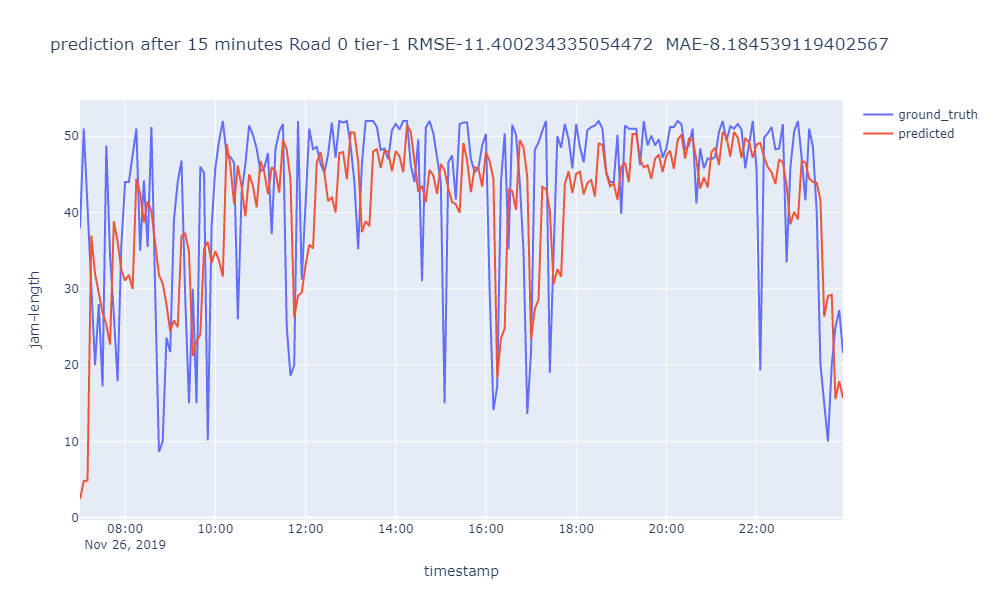 prediction after 15 minutes Road 0 tier-1 RMSE-11.400234335054472 MAE-8.184539119402567
ground_truth
predicted
jam-length
50
40
30
20
10
0
08:00 10:00 12:00 14:00 16:00 18:00 20:00 22:00
Nov 26, 2019
timestamp